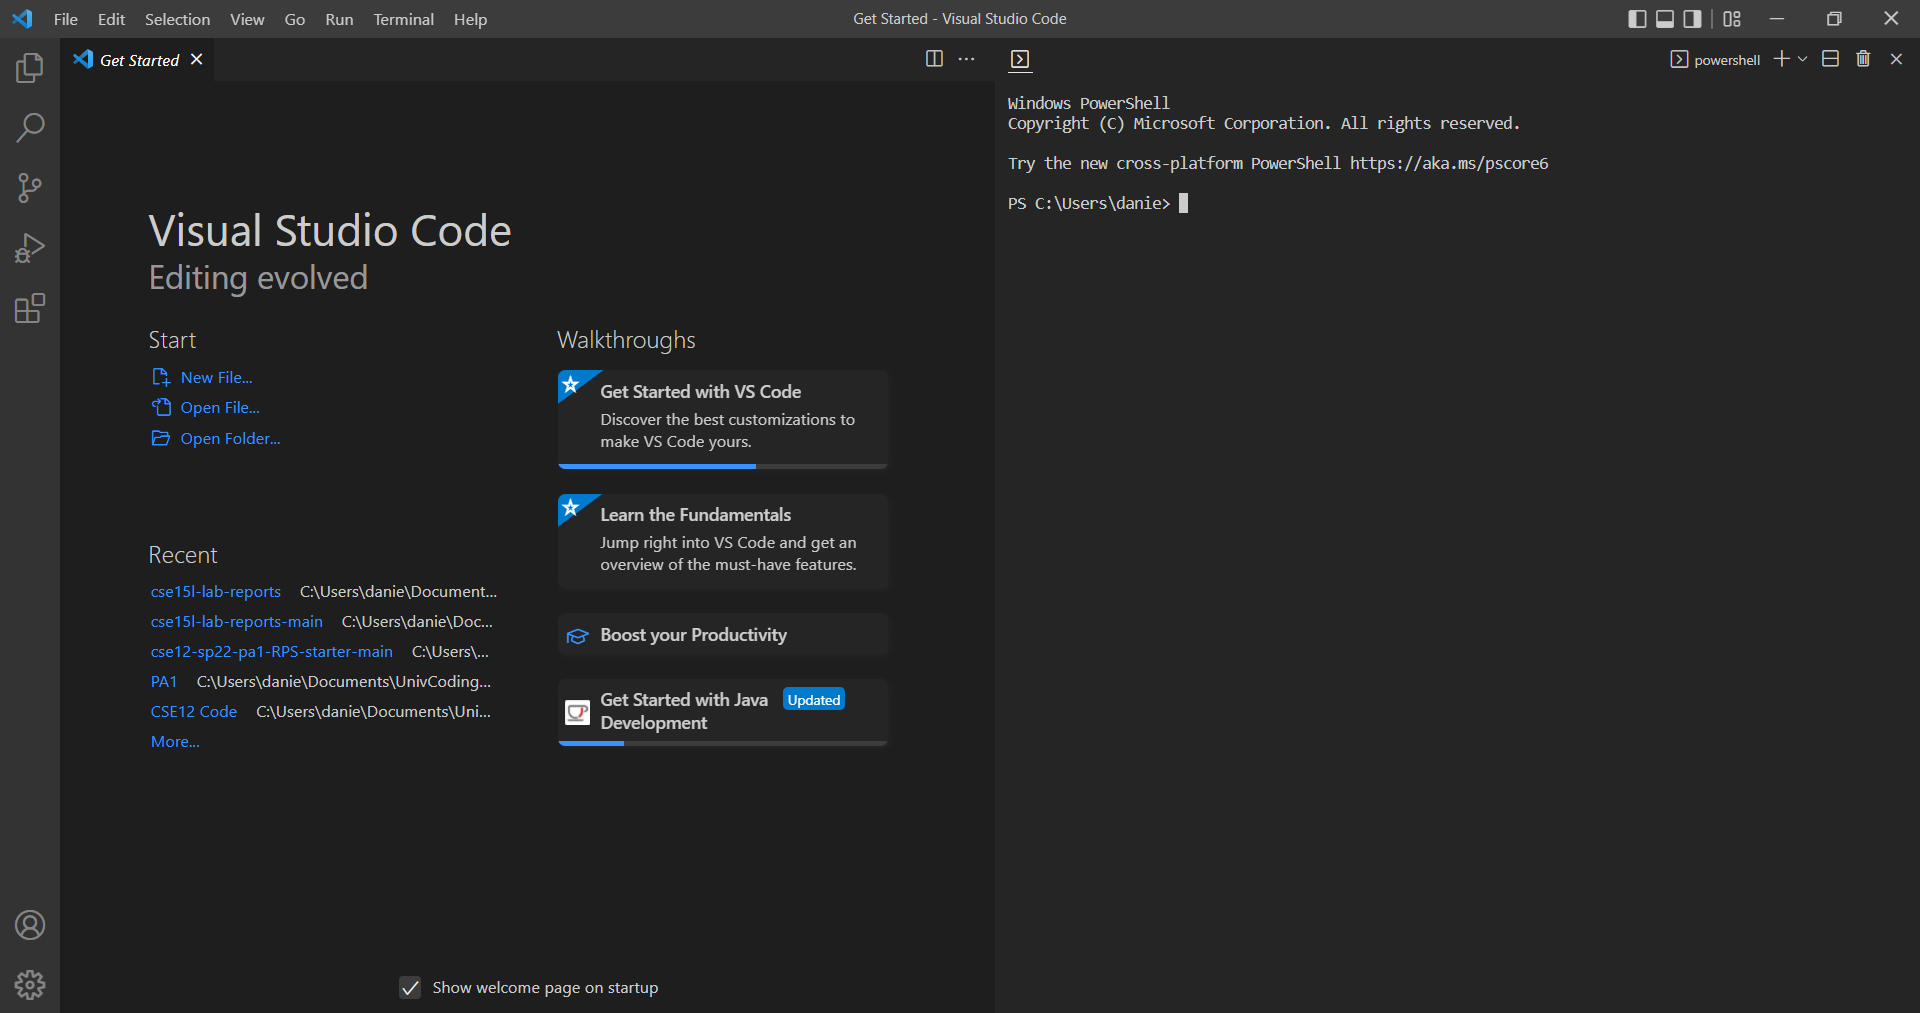 File Edit Selection View Go Run Terminal Help
Get Started - Visual Studio Code
Get Started
powershell
Visual Studio Code
Editing evolved
Start
New File...
Open File...
Open Folder...
Recent
cse15l-lab-reports C:\Users\danie\Document...
cse15l-lab-reports-main C:\Users\danie\Doc...
cse12-sp22-pa1-RPS-starter-main C:\Users\...
PA1 C:\Users\danie\Documents\UnivCoding...
CSE12 Code C:\Users\danie\Documents\Uni...
More...
Walkthroughs
Get Started with VS Code
Discover the best customizations to
make VS Code yours.
Learn the Fundamentals
Jump right into VS Code and get an
overview of the must-have features.
Boost your Productivity
Get Started with Java Updated
Development
Show welcome page on startup
Windows PowerShell
Copyright (C) Microsoft Corporation. All rights reserved.
Try the new cross-platform PowerShell https://aka.ms/pscore6
PS C:\Users\danie>